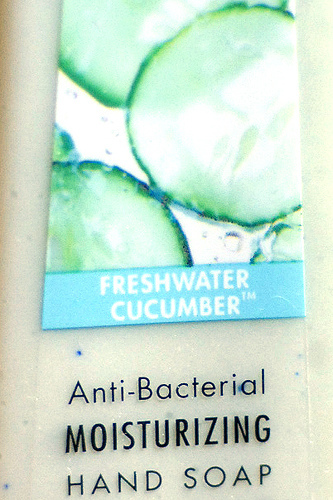 FRESHWATER
CUCUMBER™
Anti-Bacterial
MOISTURIZING
HAND SOAP